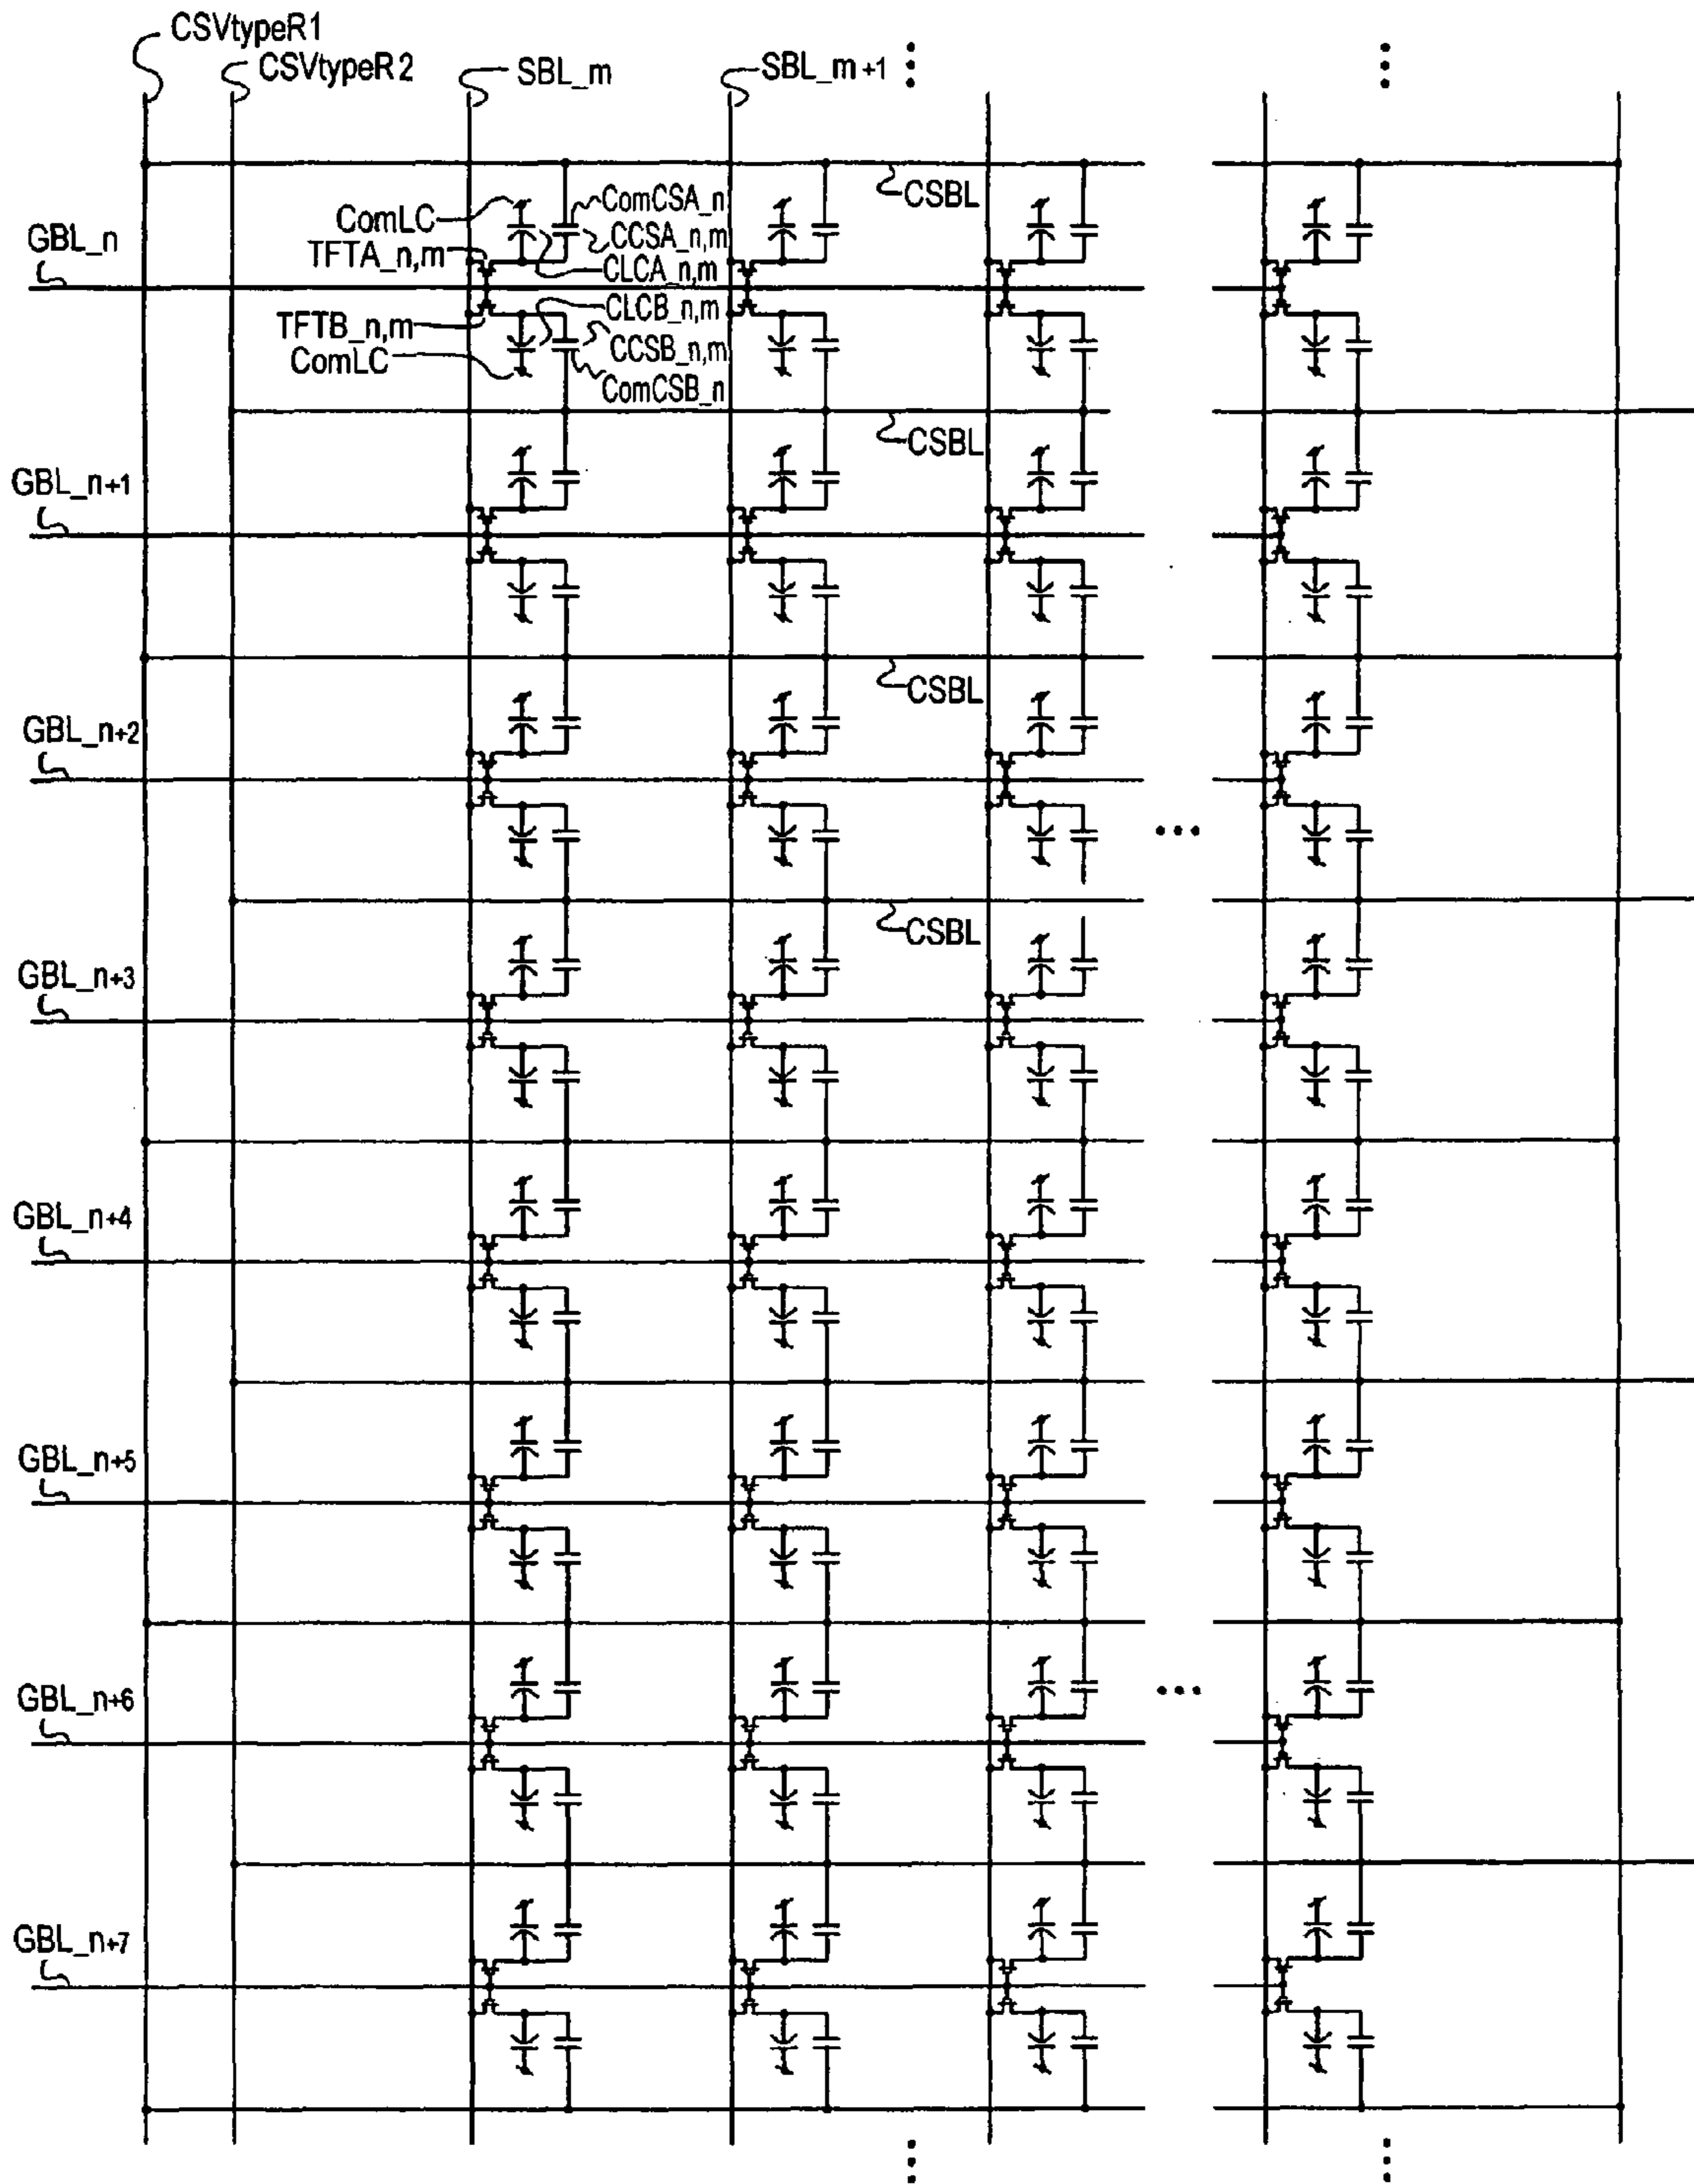 CSVtypeR1
CSVtypeR2
SBL_m
SBL_m+1
CSBL
ComLC
ComCSA_n
GBL_n
TFTA_n,m
CCSA_n,m
CLCA_n,m
CLCB_n,m
TFTB_n,m
CCSB_n,m
ComLC
ComCSB_n
CSBL
GBL_n+1
CSBL
GBL_n+2
CSBL
GBL_n+3
GBL_n+4
GBL_n+5
GBL_n+6
GBL_n+7